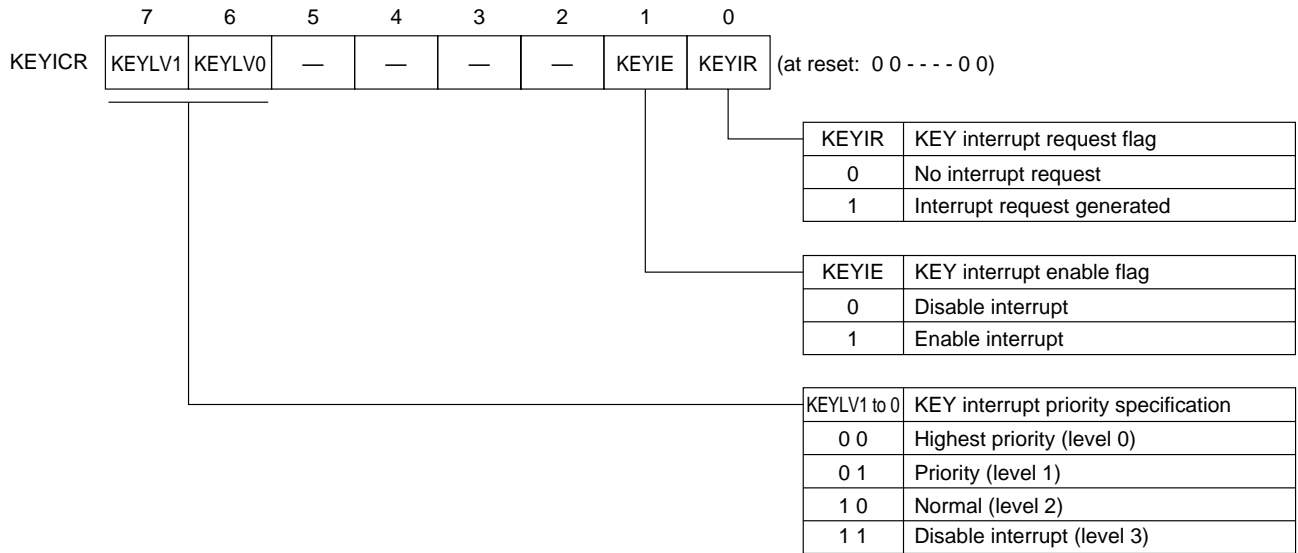 7 6 5 4 3 2 1 0
KEYICR KEYLV1 KEYLV0 — — — — KEYIE KEYIR (at reset: 0 0 - - - - 0 0)
KEYIR KEY interrupt request flag
0 No interrupt request
1 Interrupt request generated
KEYIE KEY interrupt enable flag
0 Disable interrupt
1 Enable interrupt
KEYLV1 to 0 KEY interrupt priority specification
0 0 Highest priority (level 0)
0 1 Priority (level 1)
1 0 Normal (level 2)
1 1 Disable interrupt (level 3)